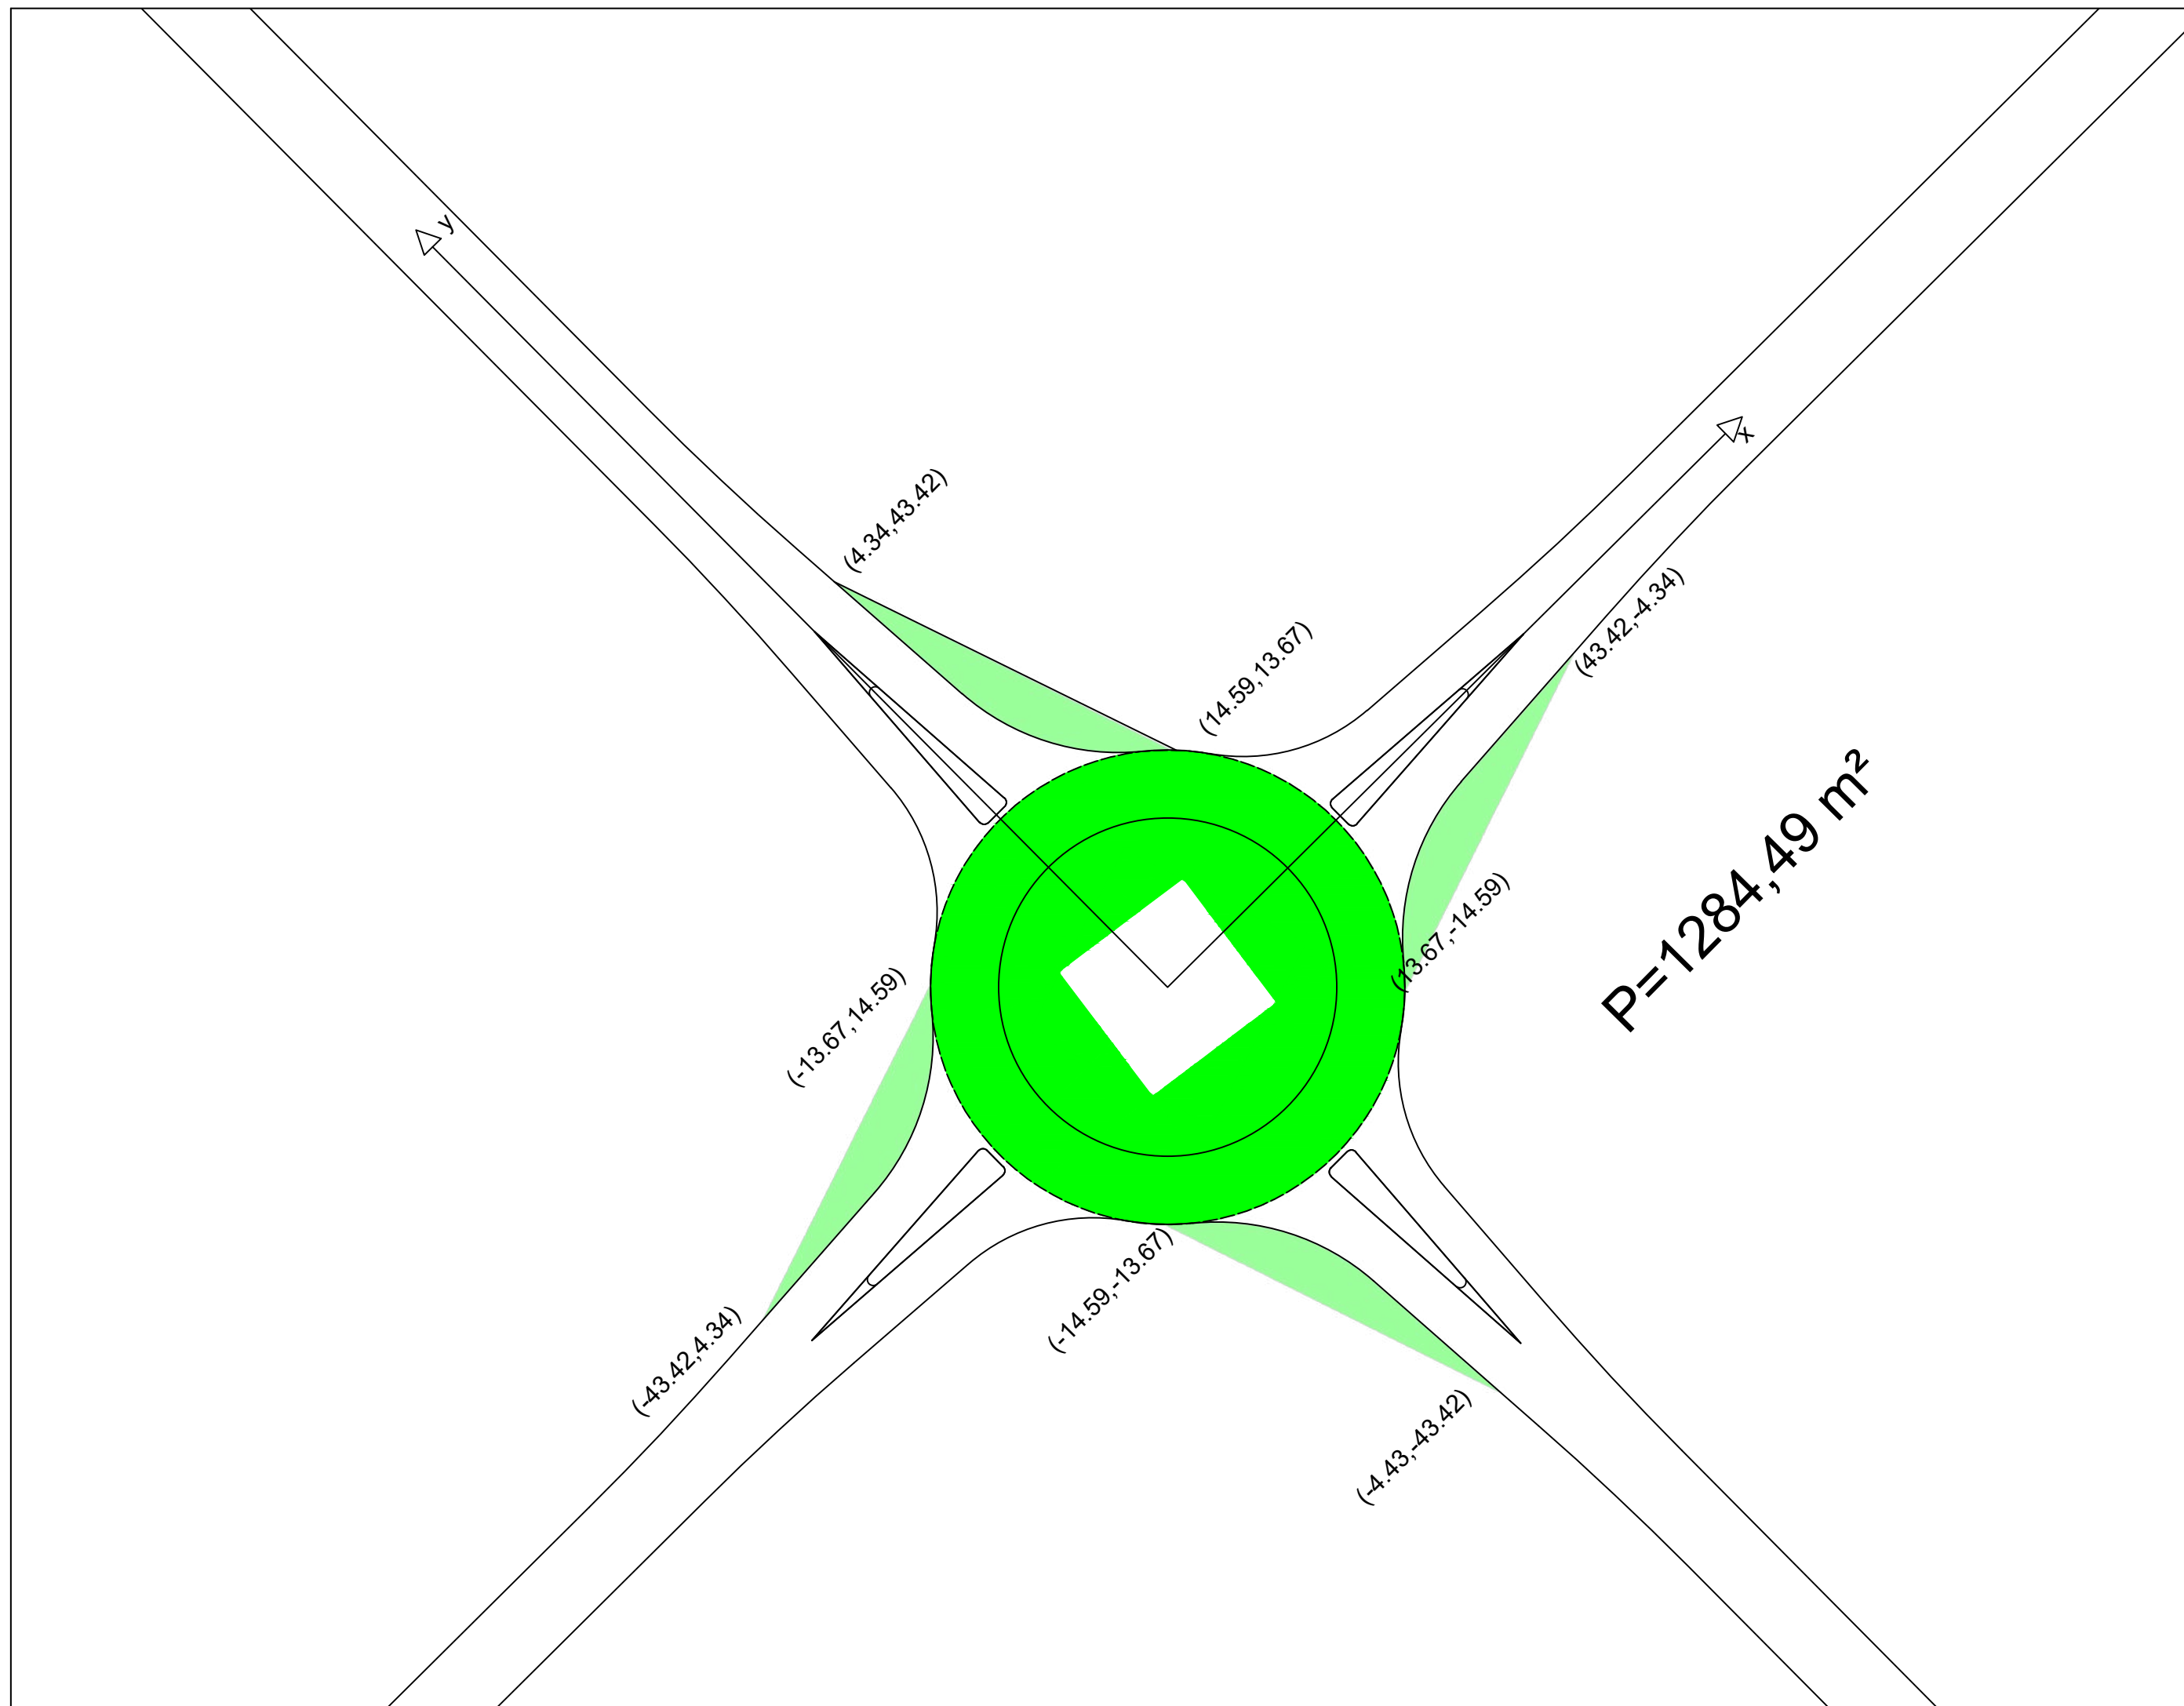 y
x
(4.34,43.42)
(14.59,13.67)
(43.42,-4.34)
P=1284,49 m²
(13.67,-14.59)
(-13.67,14.59)
(-14.59,-13.67)
(-43.42,4.34)
(-4.43,-43.42)